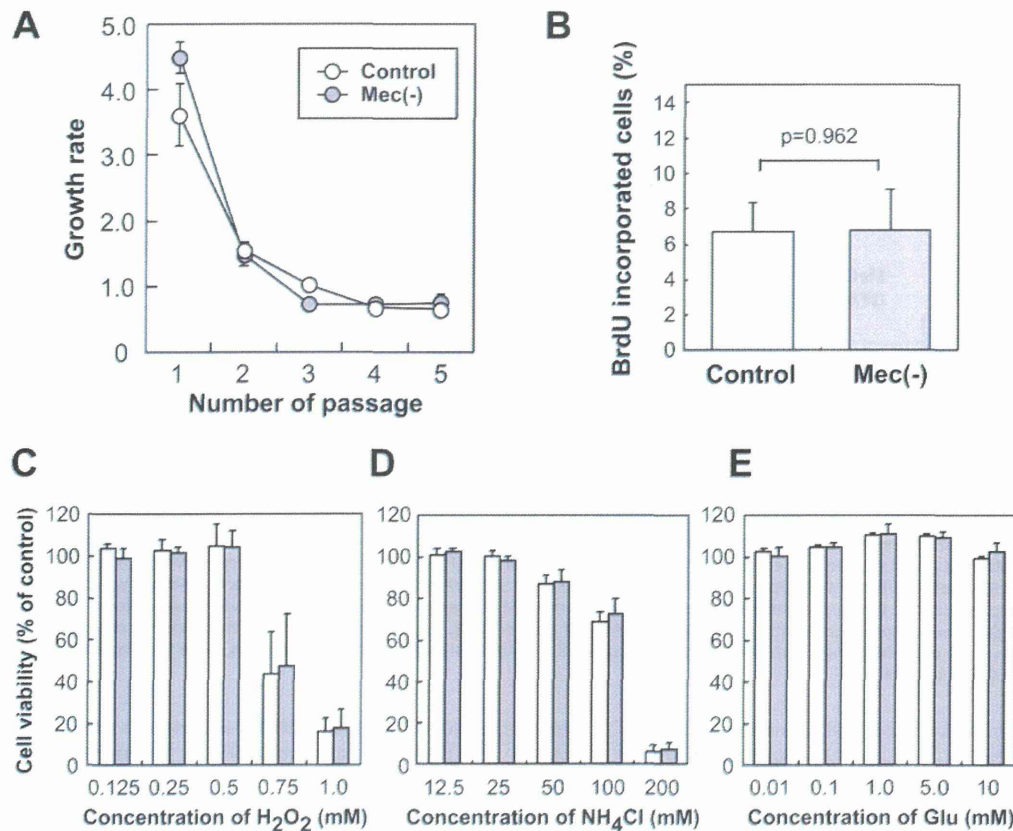 A
5.0
4.0
3.0
2.0
1.0
0
Growth rate
Control
Mec(-)
1 2 3 4 5
Number of passage
B
BrdU incorporated cells (%)
14
12
10
8
6
4
2
0
p=0.962
Control Mec(-)
C
Cell viability (% of control)
120
100
80
60
40
20
0
0.125 0.25 0.5 0.75 1.0
Concentration of H₂O₂ (mM)
D
120
100
80
60
40
20
0
12.5 25 50 100 200
Concentration of NH₄Cl (mM)
E
120
100
80
60
40
20
0
0.01 0.1 1.0 5.0 10
Concentration of Glu (mM)